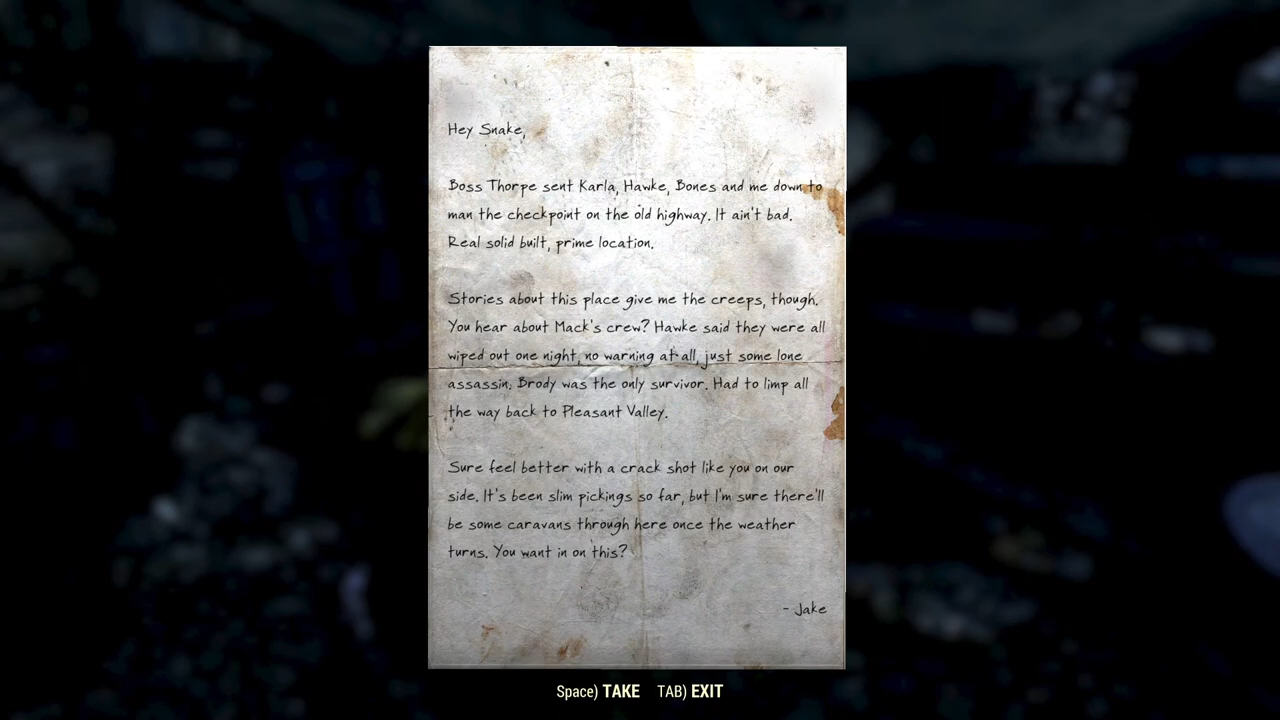 Hey Snake,
Boss Thorpe sent Karla, Hawke, Bones and me down to
man the checkpoint on the old highway. It ain't bad.
Real solid built, prime location.
Stories about this place give me the creeps, though.
You hear about Mack's crew? Hawke said they were all
wiped out one night, no warning at all, just some lone
assassin. Brody was the only survivor. Had to limp all
the way back to Pleasant Valley.
Sure feel better with a crack shot like you on our
side. It's been slim pickings so far, but I'm sure there'll
be some caravans through here once the weather
turns. You want in on this?
- Jake
Space) TAKE TAB) EXIT